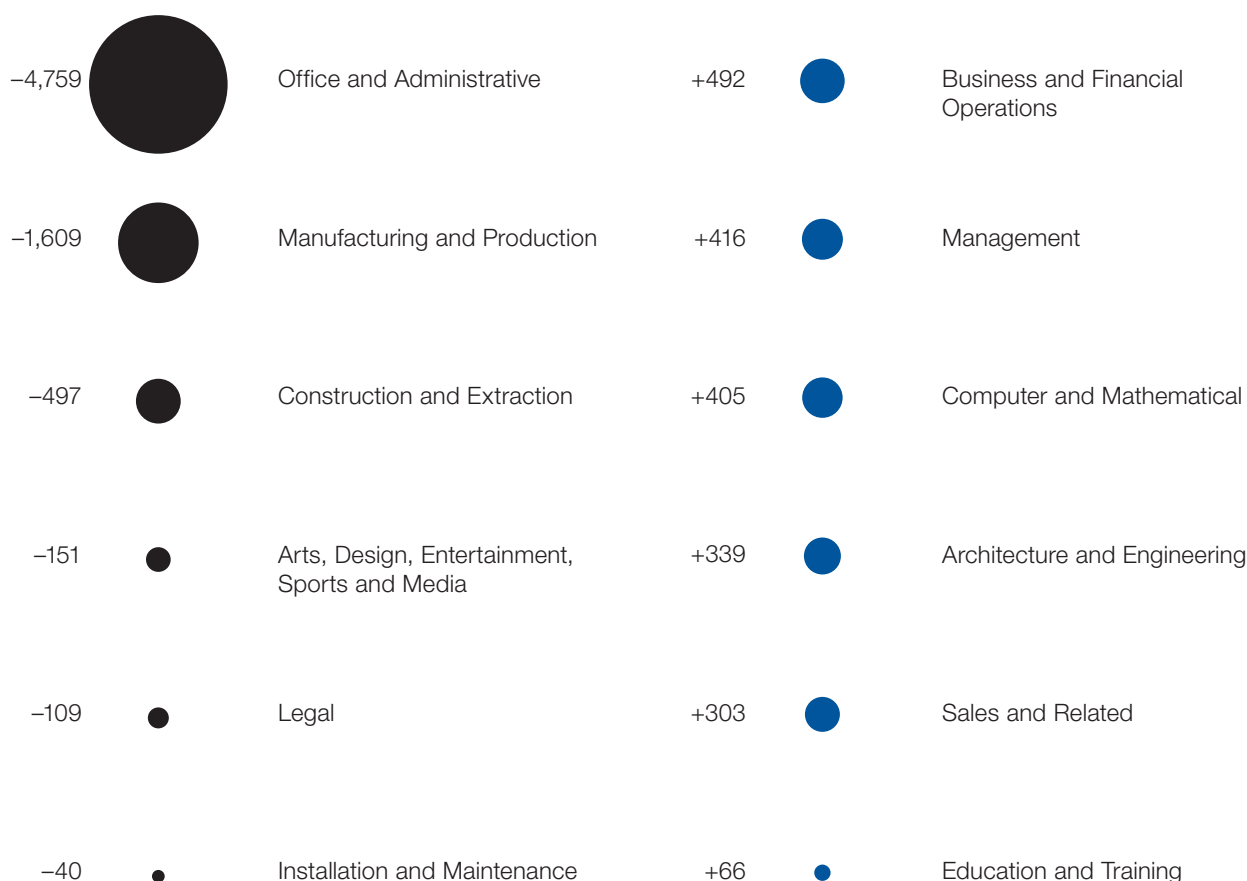 –4,759 Office and Administrative +492 Business and Financial
Operations
–1,609 Manufacturing and Production +416 Management
–497 Construction and Extraction +405 Computer and Mathematical
–151 Arts, Design, Entertainment, +339 Architecture and Engineering
Sports and Media
–109 Legal +303 Sales and Related
–40 Installation and Maintenance +66 Education and Training